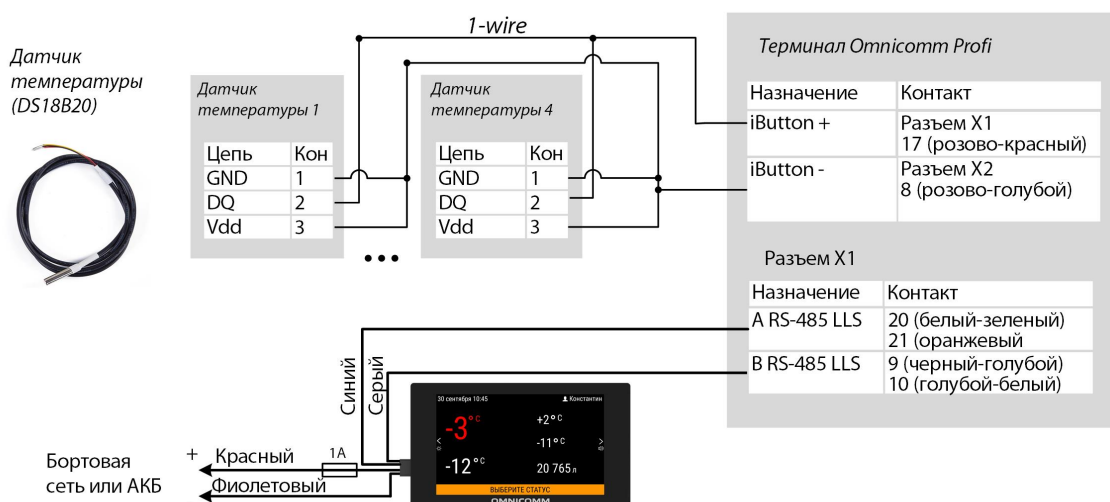 1-wire
Датчик
температуры
(DS18B20)
Датчик
температуры 1
Цепь Кон
GND 1
DQ 2
Vdd 3
Датчик
температуры 4
Цепь Кон
GND 1
DQ 2
Vdd 3
Терминал Omnicomm Profi
Назначение Контакт
iButton + Разъем X1
17 (розово-красный)
iButton - Разъем X2
8 (розово-голубой)
Разъем X1
Назначение Контакт
A RS-485 LLS 20 (белый-зеленый)
21 (оранжевый
B RS-485 LLS 9 (черный-голубой)
10 (голубой-белый)
Синий
Серый
30 сентября 10:45 Константин
-3°C +2°C
-11°C
-12°C 20 765 л
ВЫБЕРИТЕ СТАТУС
OMNICOMM
Бортовая
сеть или АКБ
+ Красный 1А
Фиолетовый